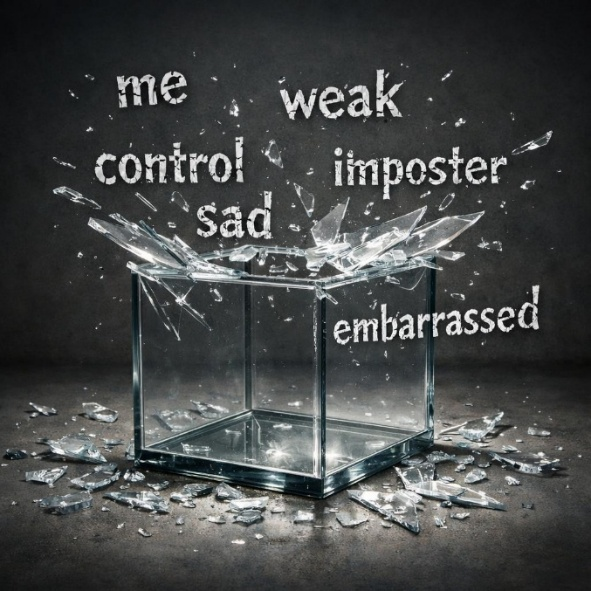 me weak
control imposter
sad
embarrassed